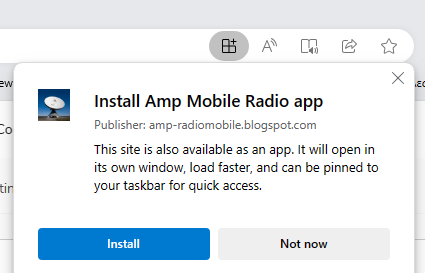 Install Amp Mobile Radio app
Publisher: amp-radiomobile.blogspot.com
This site is also available as an app. It will open in
its own window, load faster, and can be pinned to
your taskbar for quick access.
Install
Not now